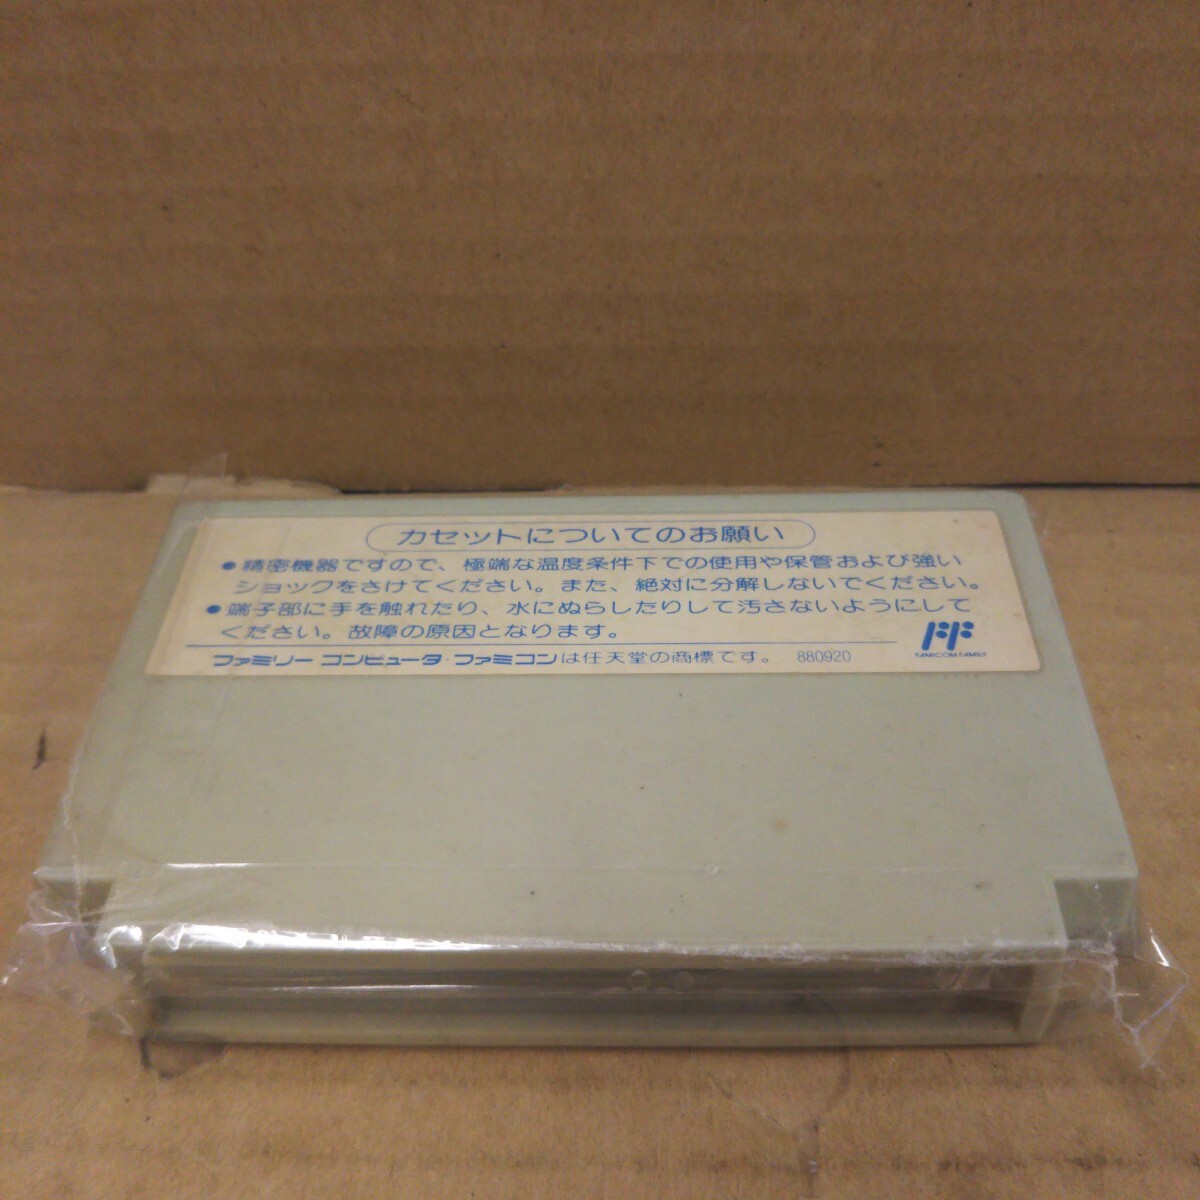 カセットについてのお願い
●精密機器ですので、極端な温度条件下での使用や保管および強い
ショックをさけてください。また、絶対に分解しないでください。
●端子部に手を触れたり、水にぬらしたりして汚さないようにして
ください。故障の原因となります。
FF
FAMICOM FAMILY
ファミリーコンピュータ・ファミコンは任天堂の商標です。 880920